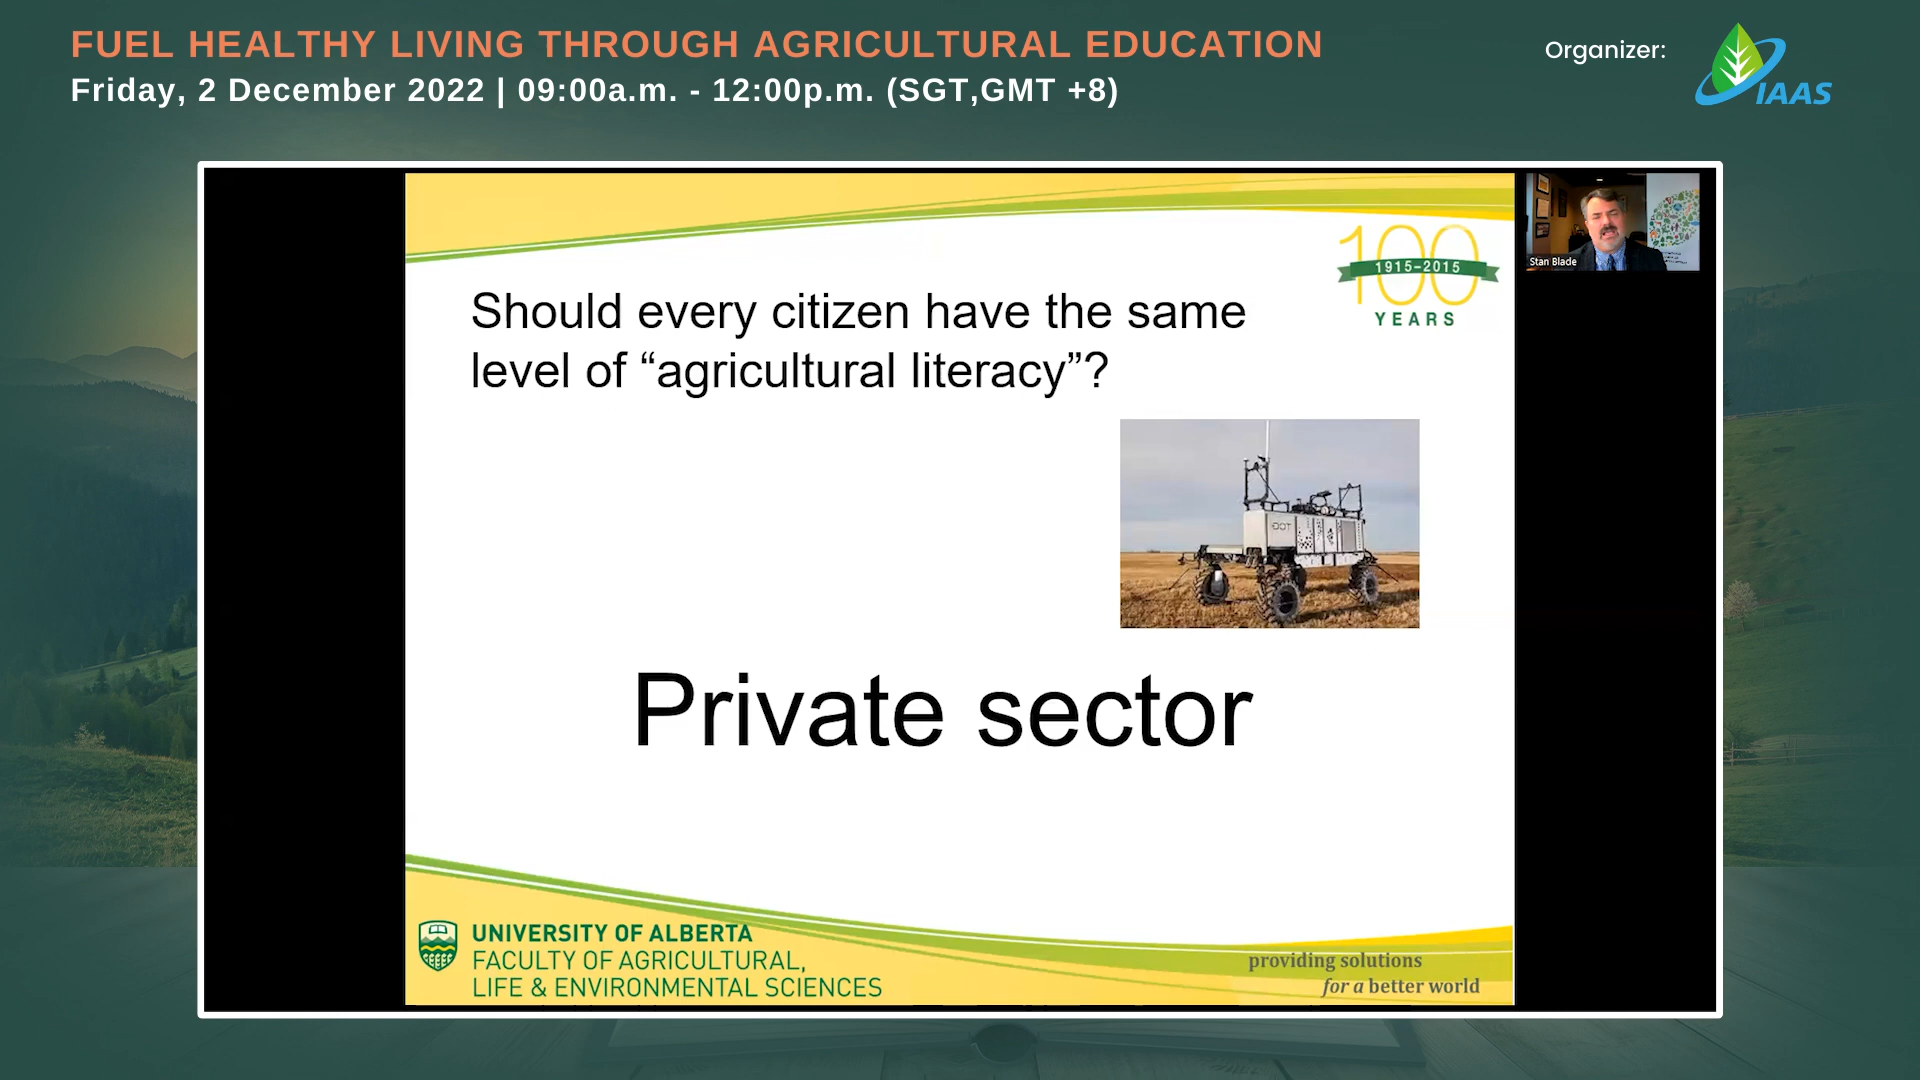 FUEL HEALTHY LIVING THROUGH AGRICULTURAL EDUCATION
Friday, 2 December 2022 | 09:00a.m. - 12:00p.m. (SGT,GMT +8)
Organizer:
IAAS
100
1915-2015
YEARS
Stan Blade
Should every citizen have the same
level of “agricultural literacy”?
DOT
Private sector
UNIVERSITY OF ALBERTA
FACULTY OF AGRICULTURAL,
LIFE & ENVIRONMENTAL SCIENCES
providing solutions
for a better world